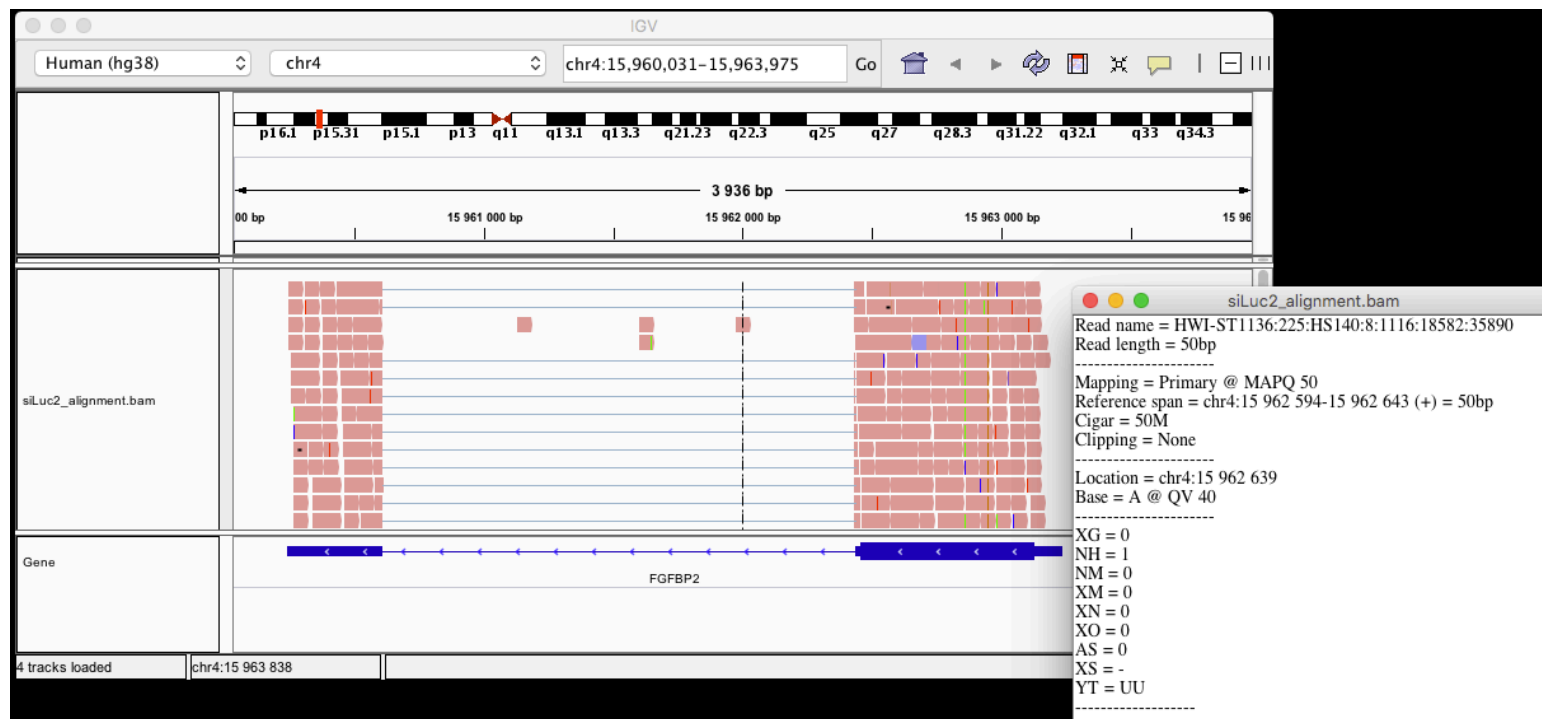 IGV
Human (hg38)
chr4
chr4:15,960,031-15,963,975
Go
p16.1 p15.31 p15.1 p13 q11 q13.1 q13.3 q21.23 q22.3 q25 q27 q28.3 q31.22 q32.1 q33 q34.3
3 936 bp
00 bp 15 961 000 bp 15 962 000 bp 15 963 000 bp 15 96
siLuc2_alignment.bam
Gene
FGFBP2
4 tracks loaded
chr4:15 963 838
siLuc2_alignment.bam
Read name = HWI-ST1136:225:HS140:8:1116:18582:35890
Read length = 50bp
----------------------
Mapping = Primary @ MAPQ 50
Reference span = chr4:15 962 594-15 962 643 (+) = 50bp
Cigar = 50M
Clipping = None
----------------------
Location = chr4:15 962 639
Base = A @ QV 40
----------------------
XG = 0
NH = 1
NM = 0
XM = 0
XN = 0
XO = 0
AS = 0
XS = -
YT = UU
-------------------